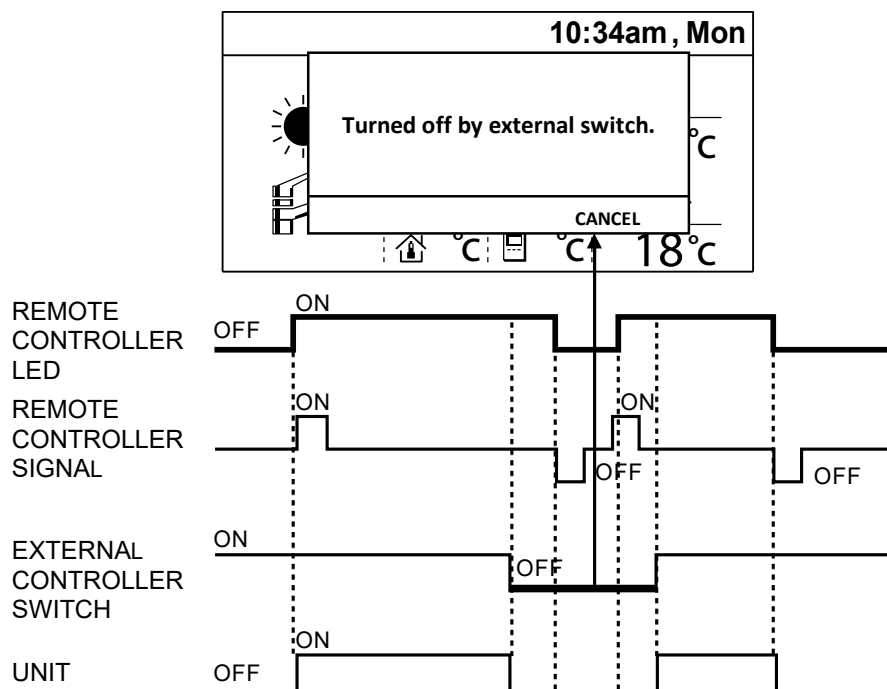 10:34am , Mon
Turned off by external switch.
°C
CANCEL
°C °C 18°C
REMOTE
CONTROLLER
LED
OFF
ON
REMOTE
CONTROLLER
SIGNAL
ON
ON
OFF
OFF
EXTERNAL
CONTROLLER
SWITCH
ON
OFF
UNIT
OFF
ON